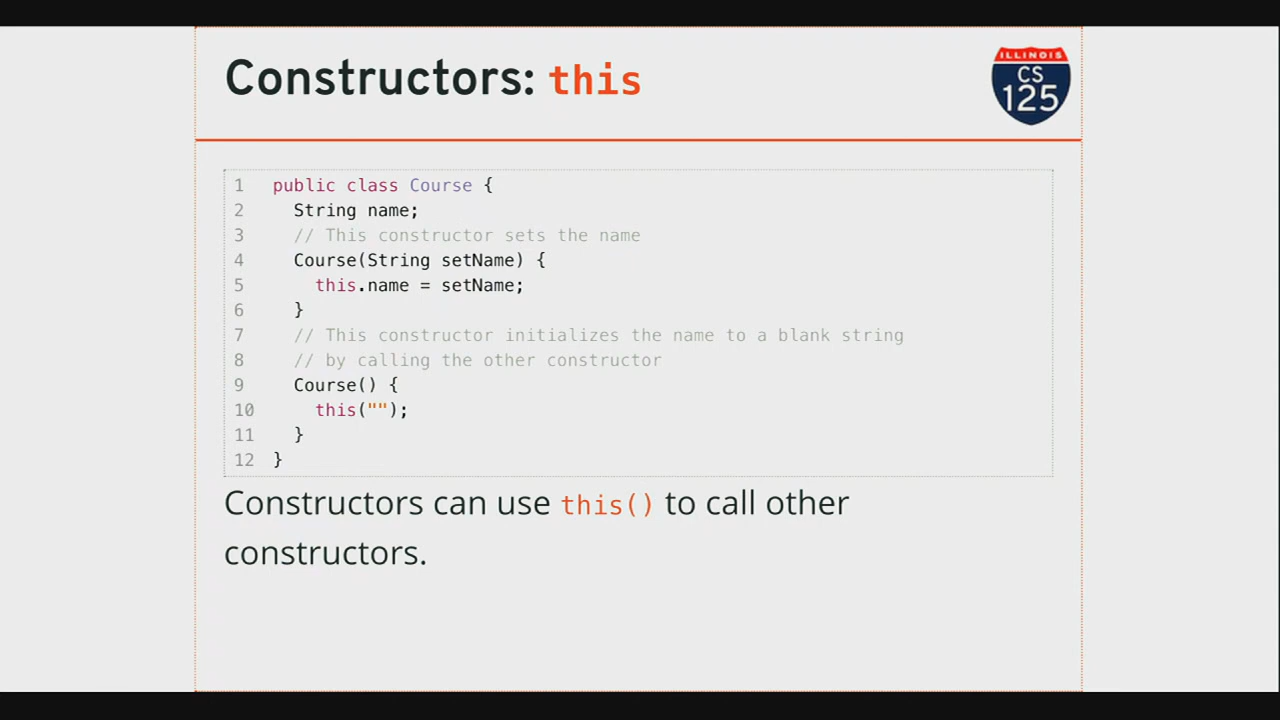 Constructors: this
ILLINOIS
CS
125
1 public class Course {
2 String name;
3 // This constructor sets the name
4 Course(String setName) {
5 this.name = setName;
6 }
7 // This constructor initializes the name to a blank string
8 // by calling the other constructor
9 Course() {
10 this("");
11 }
12 }
Constructors can use this() to call other
constructors.